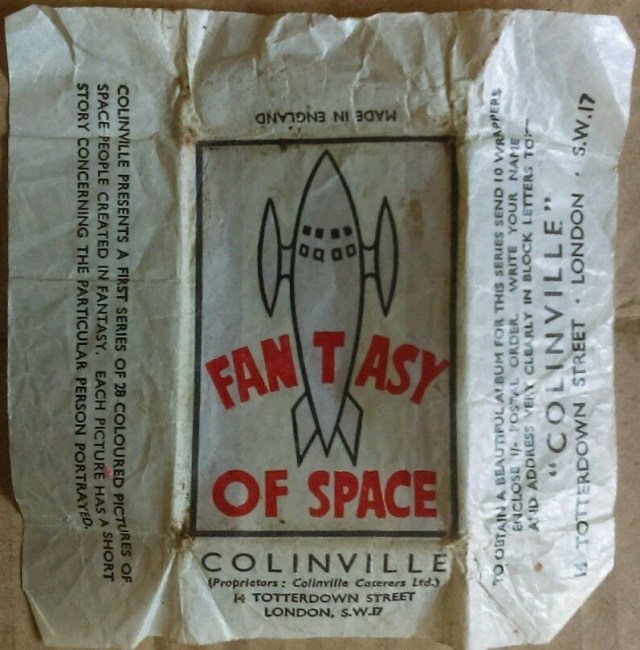 COLINVILLE PRESENTS A FIRST SERIES OF 28 COLOURED PICTURES OF
SPACE PEOPLE CREATED IN FANTASY. EACH PICTURE HAS A SHORT
STORY CONCERNING THE PARTICULAR PERSON PORTRAYED.
MADE IN ENGLAND
FANTASY
OF SPACE
COLINVILLE
(Proprietors: Colinville Caterers Ltd.)
14 TOTTERDOWN STREET
LONDON, S.W.17
TO OBTAIN A BEAUTIFUL ALBUM FOR THIS SERIES SEND 10 WRAPPERS
ENCLOSE 1/- POSTAL ORDER. WRITE YOUR NAME
AND ADDRESS VERY CLEARLY IN BLOCK LETTERS TO:—
"COLINVILLE"
14 TOTTERDOWN STREET · LONDON · S.W.17